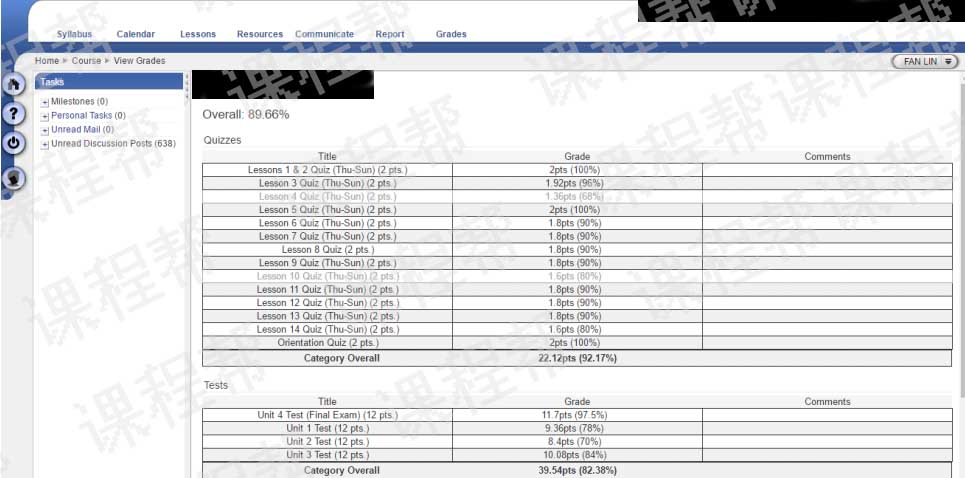 Syllabus Calendar Lessons Resources Communicate Report Grades
Home Course View Grades FAN LIN
Tasks
Milestones (0)
Personal Tasks (0)
Unread Mail (0)
Unread Discussion Posts (638)
Overall: 89.66%
Quizzes
Title Grade Comments
Lessons 1 & 2 Quiz (Thu-Sun) (2 pts.) 2pts (100%)
Lesson 3 Quiz (Thu-Sun) (2 pts.) 1.92pts (96%)
Lesson 4 Quiz (Thu-Sun) (2 pts.) 1.36pts (68%)
Lesson 5 Quiz (Thu-Sun) (2 pts.) 2pts (100%)
Lesson 6 Quiz (Thu-Sun) (2 pts.) 1.8pts (90%)
Lesson 7 Quiz (Thu-Sun) (2 pts.) 1.8pts (90%)
Lesson 8 Quiz (2 pts.) 1.8pts (90%)
Lesson 9 Quiz (Thu-Sun) (2 pts.) 1.8pts (90%)
Lesson 10 Quiz (Thu-Sun) (2 pts.) 1.6pts (80%)
Lesson 11 Quiz (Thu-Sun) (2 pts.) 1.8pts (90%)
Lesson 12 Quiz (Thu-Sun) (2 pts.) 1.8pts (90%)
Lesson 13 Quiz (Thu-Sun) (2 pts.) 1.8pts (90%)
Lesson 14 Quiz (Thu-Sun) (2 pts.) 1.6pts (80%)
Orientation Quiz (2 pts.) 2pts (100%)
Category Overall 22.12pts (92.17%)
Tests
Title Grade Comments
Unit 4 Test (Final Exam) (12 pts.) 11.7pts (97.5%)
Unit 1 Test (12 pts.) 9.36pts (78%)
Unit 2 Test (12 pts.) 8.4pts (70%)
Unit 3 Test (12 pts.) 10.08pts (84%)
Category Overall 39.54pts (82.38%)
课程帮